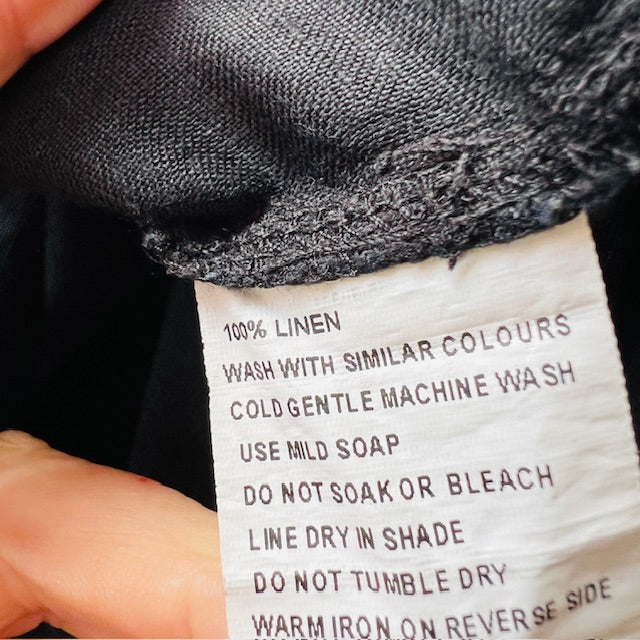 100% LINEN
WASH WITH SIMILAR COLOURS
COLD GENTLE MACHINE WASH
USE MILD SOAP
DO NOT SOAK OR BLEACH
LINE DRY IN SHADE
DO NOT TUMBLE DRY
WARM IRON ON REVERSE SIDE